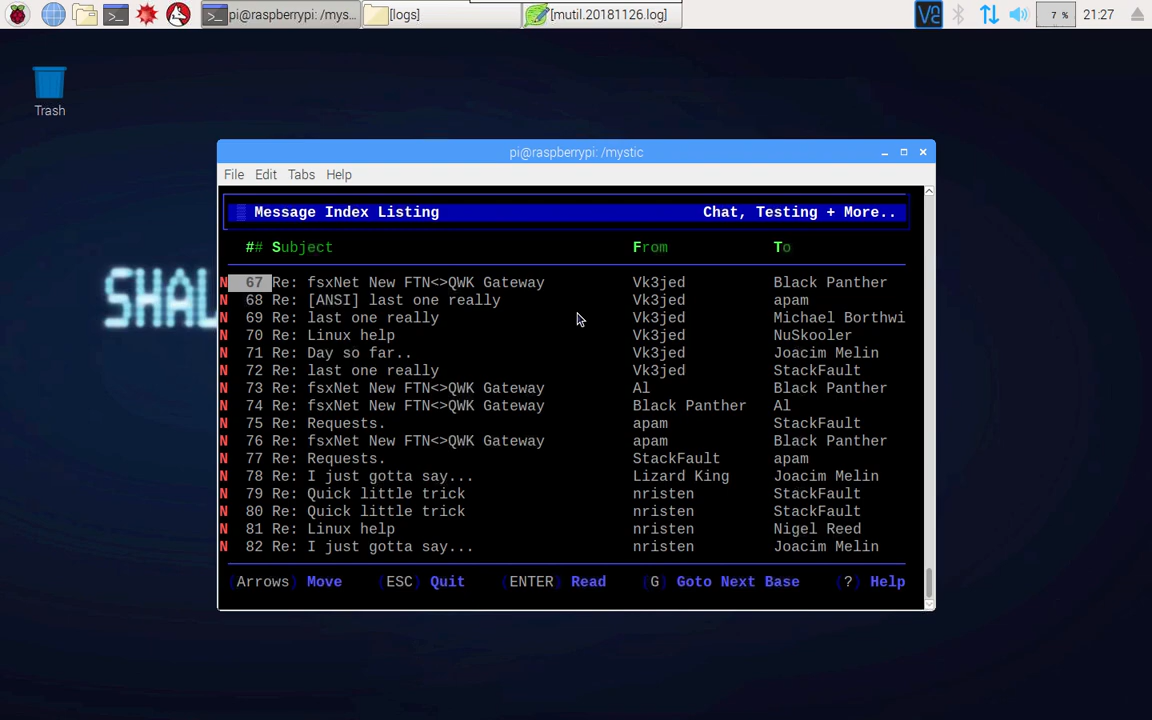 pi@raspberrypi: /mys...
[logs]
[mutil.20181126.log]
7 %
21:27
Trash
pi@raspberrypi: /mystic
File Edit Tabs Help
Message Index Listing Chat, Testing + More..
## Subject From To
N 67 Re: fsxNet New FTN<>QWK Gateway Vk3jed Black Panther
N 68 Re: [ANSI] last one really Vk3jed apam
N 69 Re: last one really Vk3jed Michael Borthwi
N 70 Re: Linux help Vk3jed NuSkooler
N 71 Re: Day so far.. Vk3jed Joacim Melin
N 72 Re: last one really Vk3jed StackFault
N 73 Re: fsxNet New FTN<>QWK Gateway Al Black Panther
N 74 Re: fsxNet New FTN<>QWK Gateway Black Panther Al
N 75 Re: Requests. apam StackFault
N 76 Re: fsxNet New FTN<>QWK Gateway apam Black Panther
N 77 Re: Requests. StackFault apam
N 78 Re: I just gotta say... Lizard King Joacim Melin
N 79 Re: Quick little trick nristen StackFault
N 80 Re: Quick little trick nristen StackFault
N 81 Re: Linux help nristen Nigel Reed
N 82 Re: I just gotta say... nristen Joacim Melin
(Arrows) Move (ESC) Quit (ENTER) Read (G) Goto Next Base (?) Help